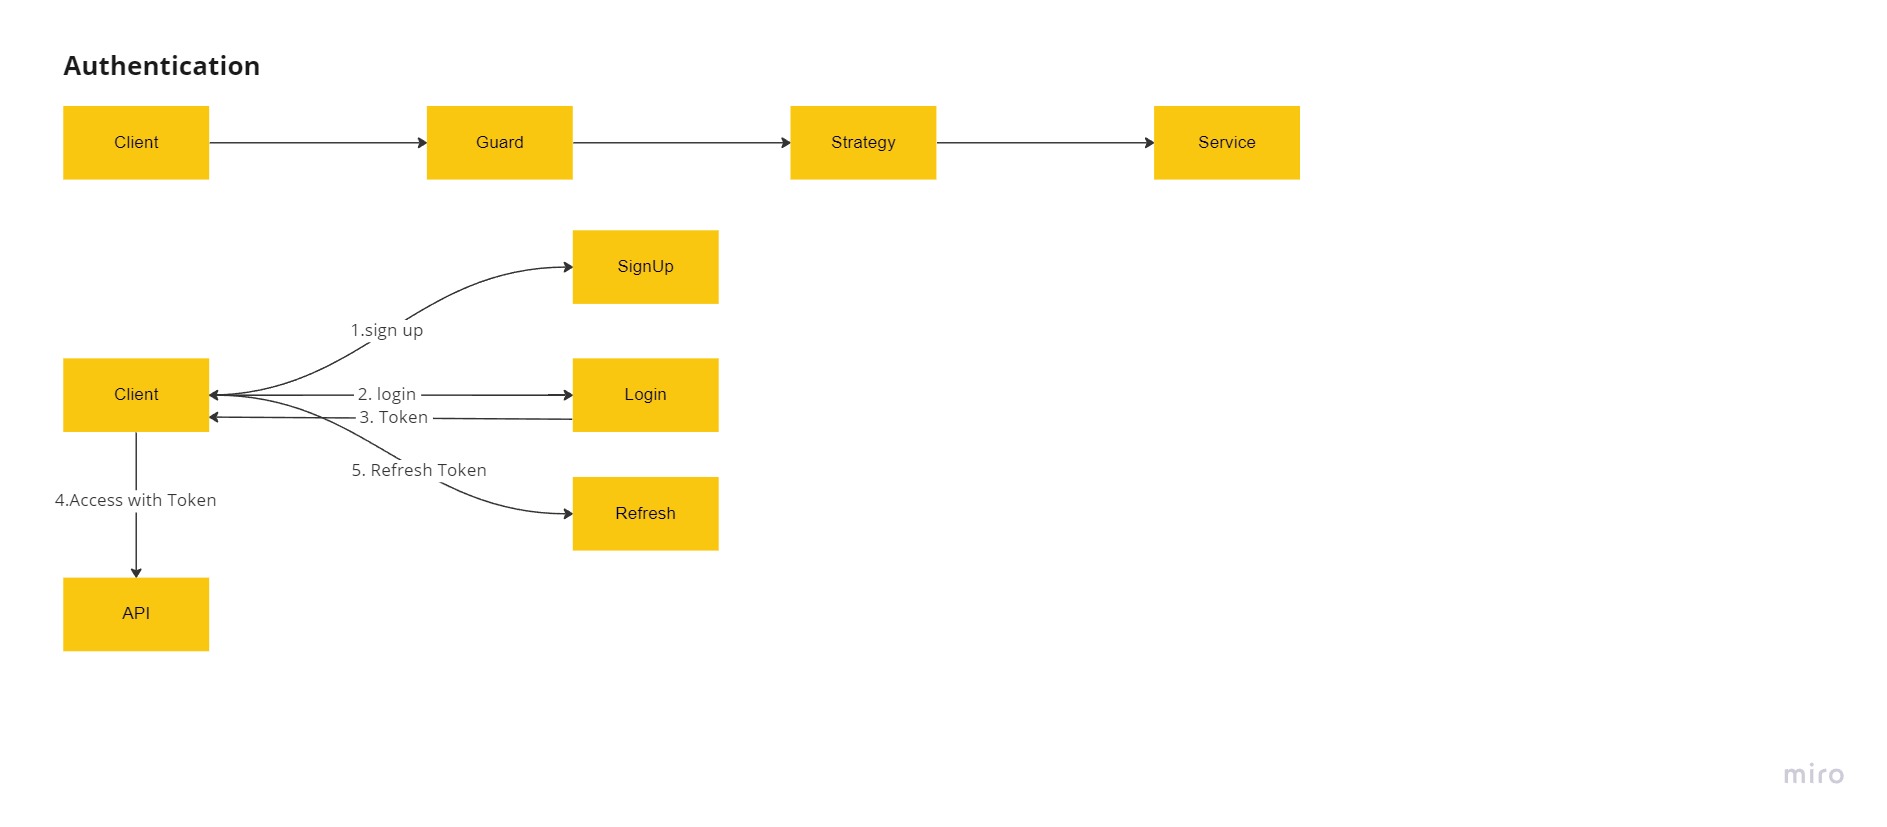 Authentication
Client
Guard
Strategy
Service
SignUp
1.sign up
Client
2. login
Login
3. Token
5. Refresh Token
4.Access with Token
Refresh
API
miro